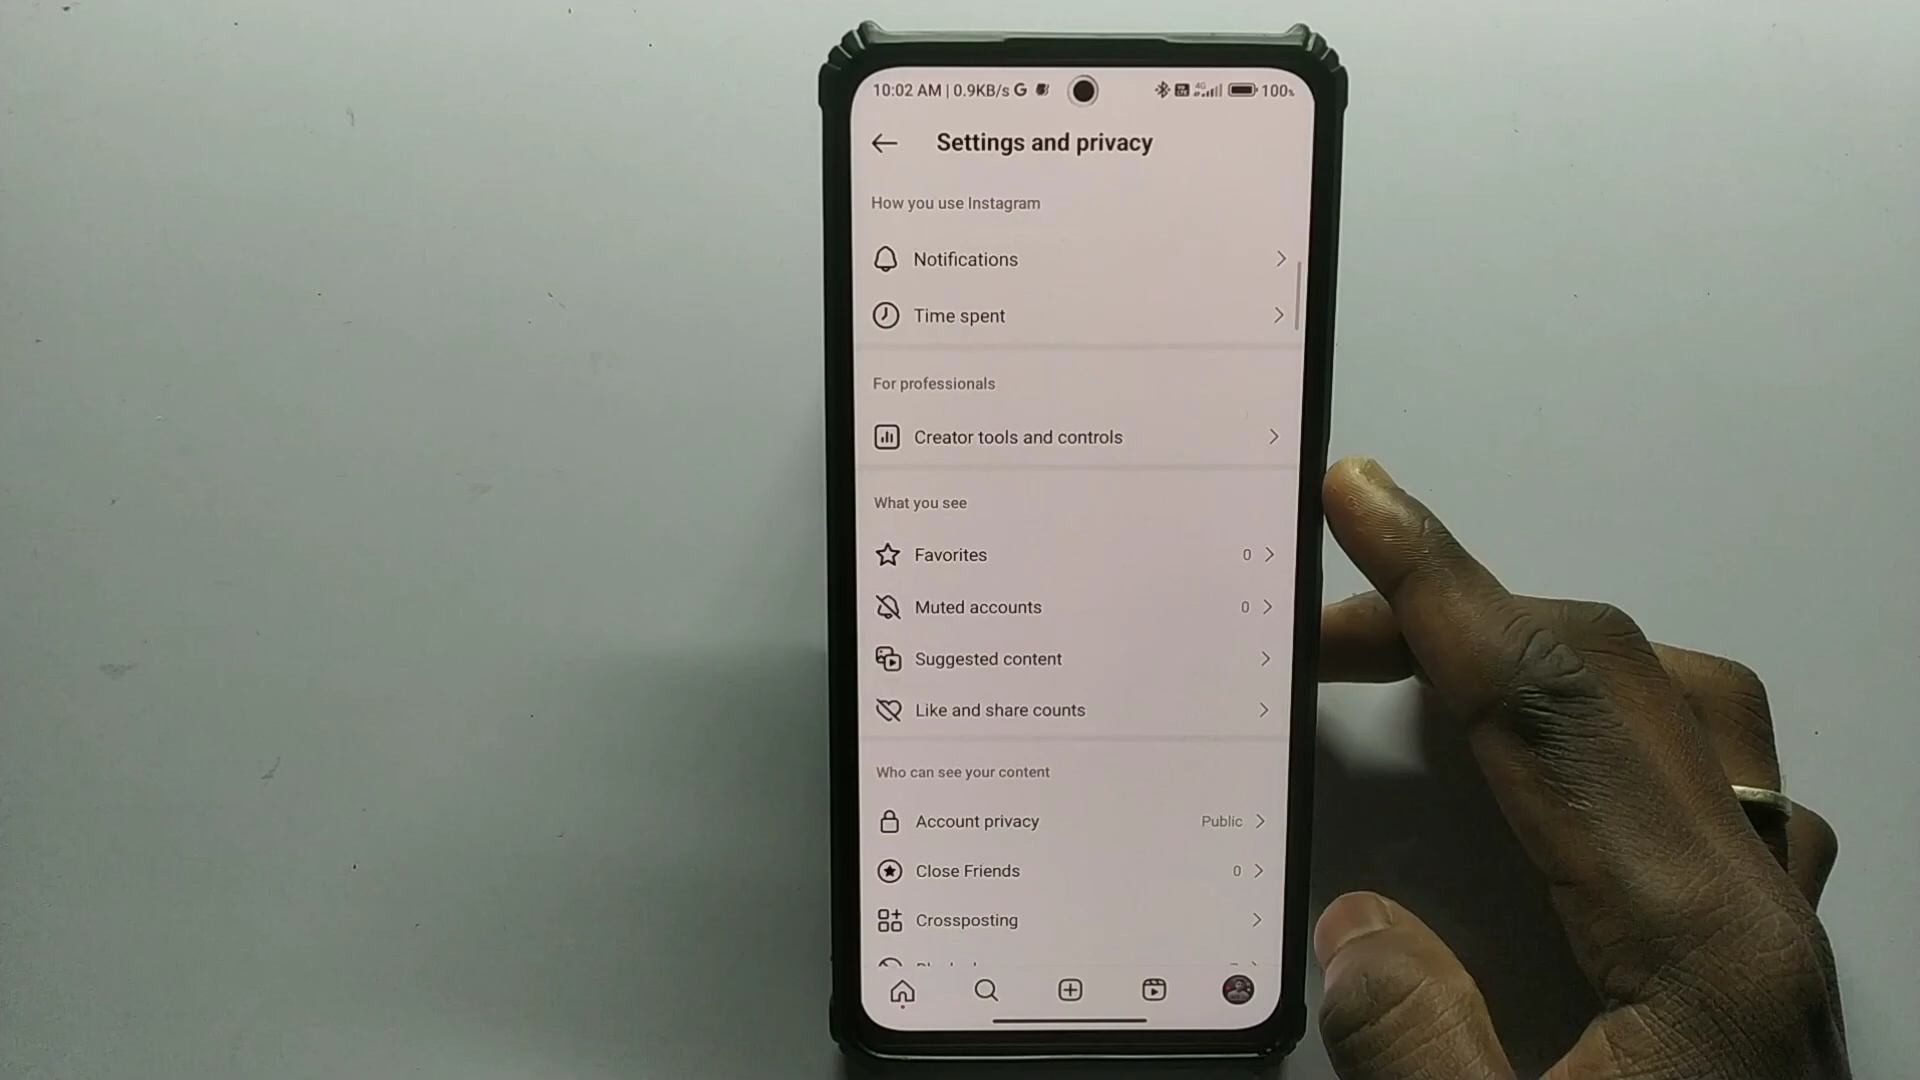 10:02 AM | 0.9KB/s G 4G 100%
Settings and privacy
How you use Instagram
Notifications
Time spent
For professionals
Creator tools and controls
What you see
Favorites 0
Muted accounts 0
Suggested content
Like and share counts
Who can see your content
Account privacy Public
Close Friends 0
Crossposting